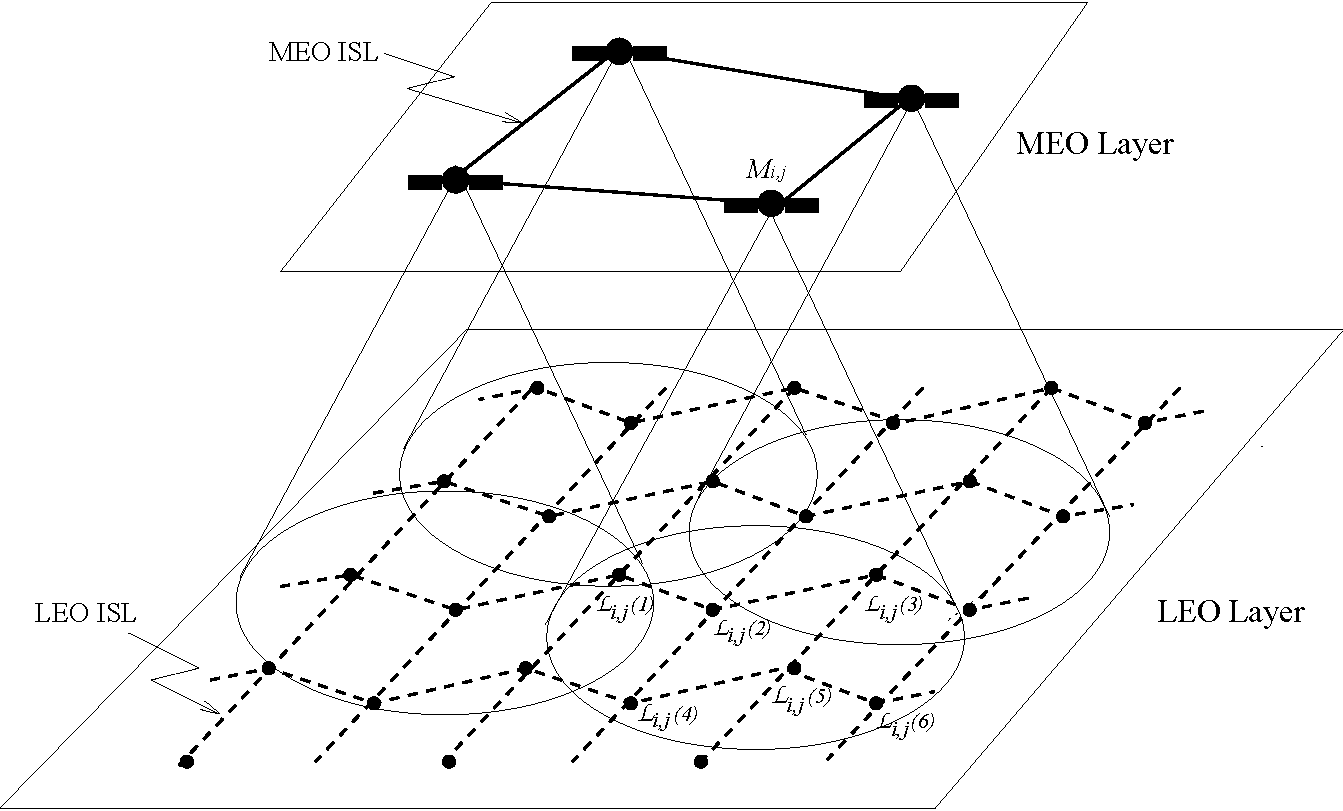 MEO ISL
MEO Layer
Mi,j
LEO ISL
LEO Layer
ℒi,j(1)
ℒi,j(2)
ℒi,j(3)
ℒi,j(4)
ℒi,j(5)
ℒi,j(6)